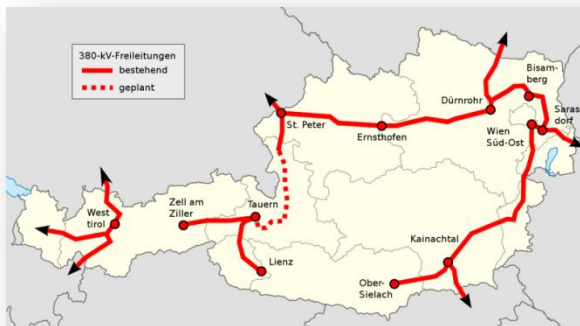 380-kV-Freileitungen
bestehend
geplant
St. Peter
Ernsthofen
Dürnrohr
Bisam-
berg
Saras
dorf
Wien
Süd-Ost
West
tirol
Zell am
Ziller
Tauern
Lienz
Kainachtal
Ober-
Sielach